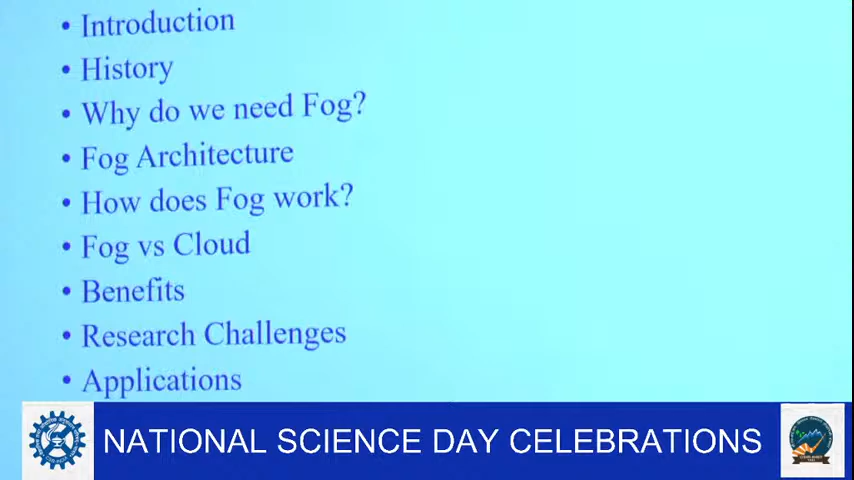 • Introduction
• History
• Why do we need Fog?
• Fog Architecture
• How does Fog work?
• Fog vs Cloud
• Benefits
• Research Challenges
• Applications
NATIONAL SCIENCE DAY CELEBRATIONS